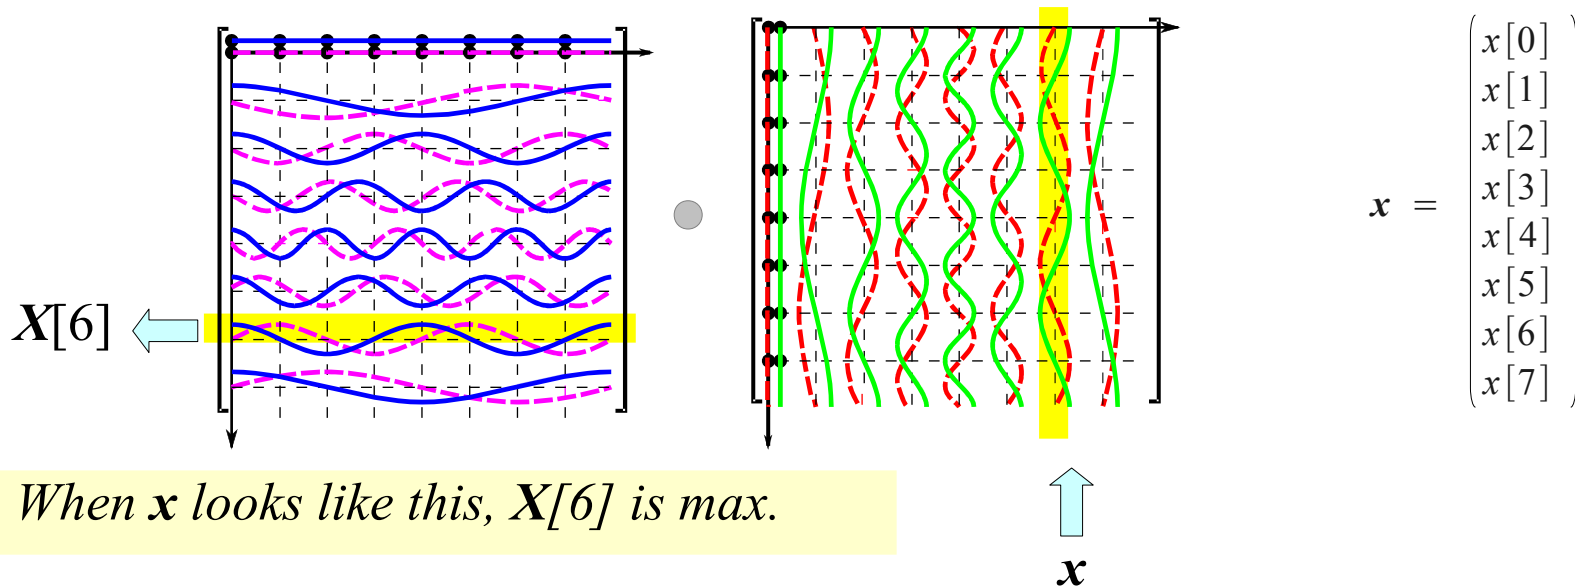 x[0]
x[1]
x[2]
x[3]
x =
x[4]
x[5]
X[6]
x[6]
x[7]
When x looks like this, X[6] is max.
x